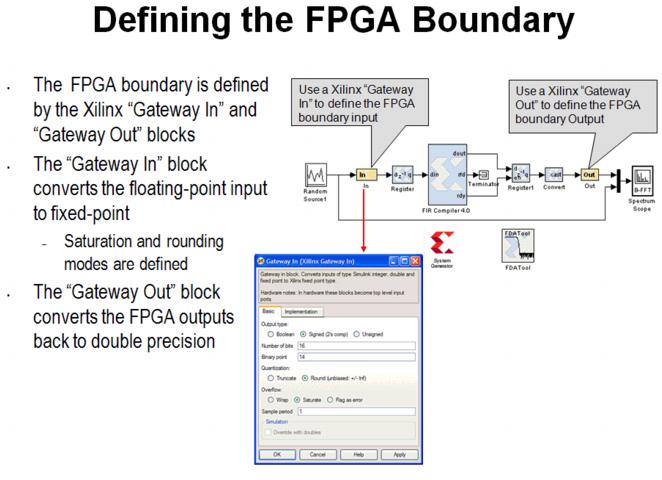 Defining the FPGA Boundary
The FPGA boundary is defined
by the Xilinx “Gateway In” and
“Gateway Out” blocks
The “Gateway In” block
converts the floating-point input
to fixed-point
Saturation and rounding
modes are defined
The “Gateway Out” block
converts the FPGA outputs
back to double precision
Use a Xilinx “Gateway
In” to define the FPGA
boundary input
Use a Xilinx “Gateway
Out” to define the FPGA
boundary Output
Random
Source1
In
In
d z⁻¹ q
Register
din
dout
rfd
rdy
FIR Compiler 4.0
Terminator
Register1
cast
Convert
Out
Out
B-FFT
Spectrum
Scope
System
Generator
FDATool
FDATool
Gateway In (Xilinx Gateway In)
Gateway in block. Converts inputs of type Simulink integer, double and
fixed point to Xilinx fixed point type.
Hardware notes: In hardware these blocks become top level input
ports.
Basic
Implementation
Output type:
Boolean
Signed (2's comp)
Unsigned
Number of bits
16
Binary point
14
Quantization:
Truncate
Round (unbiased: +/- Inf)
Overflow:
Wrap
Saturate
Flag as error
Sample period
1
Simulation
Override with doubles
OK
Cancel
Help
Apply